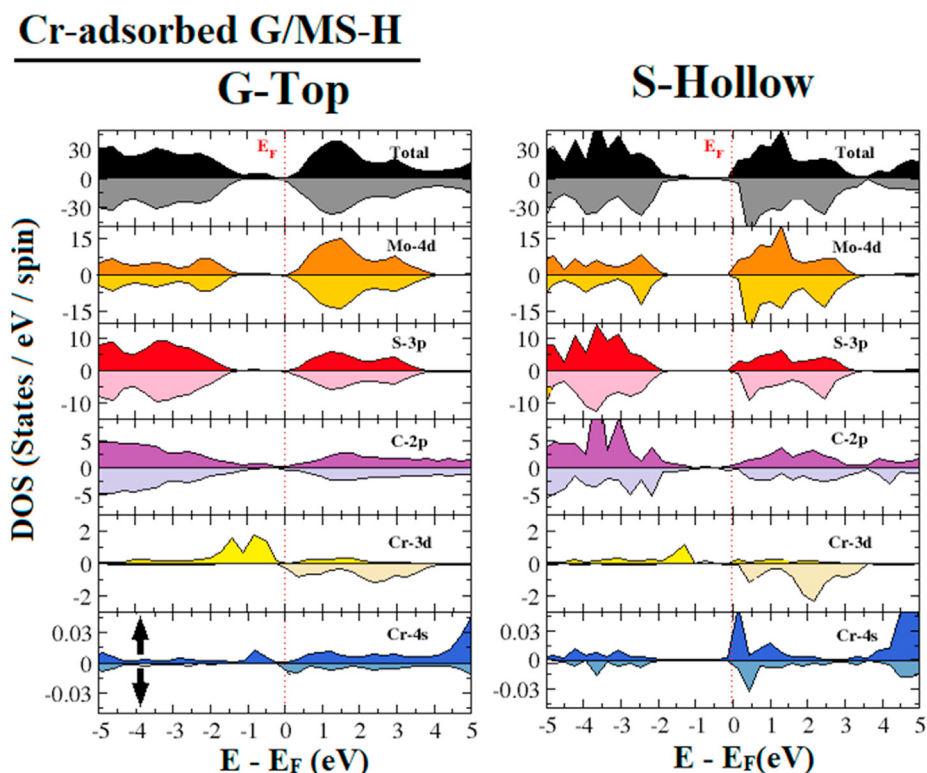 Cr-adsorbed G/MS-H
G-Top
S-Hollow
DOS (States / eV / spin)
30
0
-30
E_F
Total
15
0
-15
Mo-4d
10
0
-10
S-3p
5
0
-5
C-2p
2
0
-2
Cr-3d
0.03
0
-0.03
Cr-4s
-5 -4 -3 -2 -1 0 1 2 3 4 5
E - E_F (eV)
30
0
-30
E_F
Total
15
0
-15
Mo-4d
10
0
-10
S-3p
5
0
-5
C-2p
2
0
-2
Cr-3d
0.03
0
-0.03
Cr-4s
-5 -4 -3 -2 -1 0 1 2 3 4 5
E - E_F(eV)